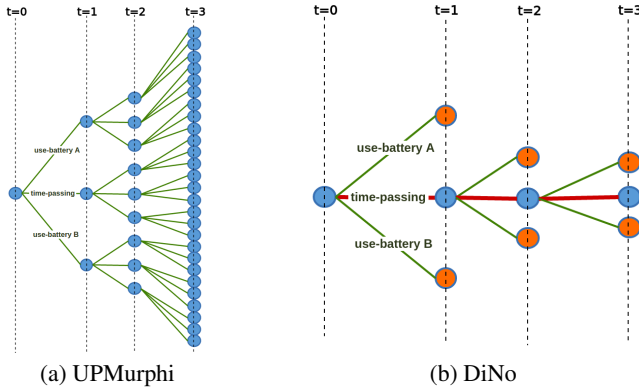 t=0 t=1 t=2 t=3
use-battery A
time-passing
use-battery B
(a) UPMurphi
t=0 t=1 t=2 t=3
use-battery A
time-passing
use-battery B
(b) DiNo